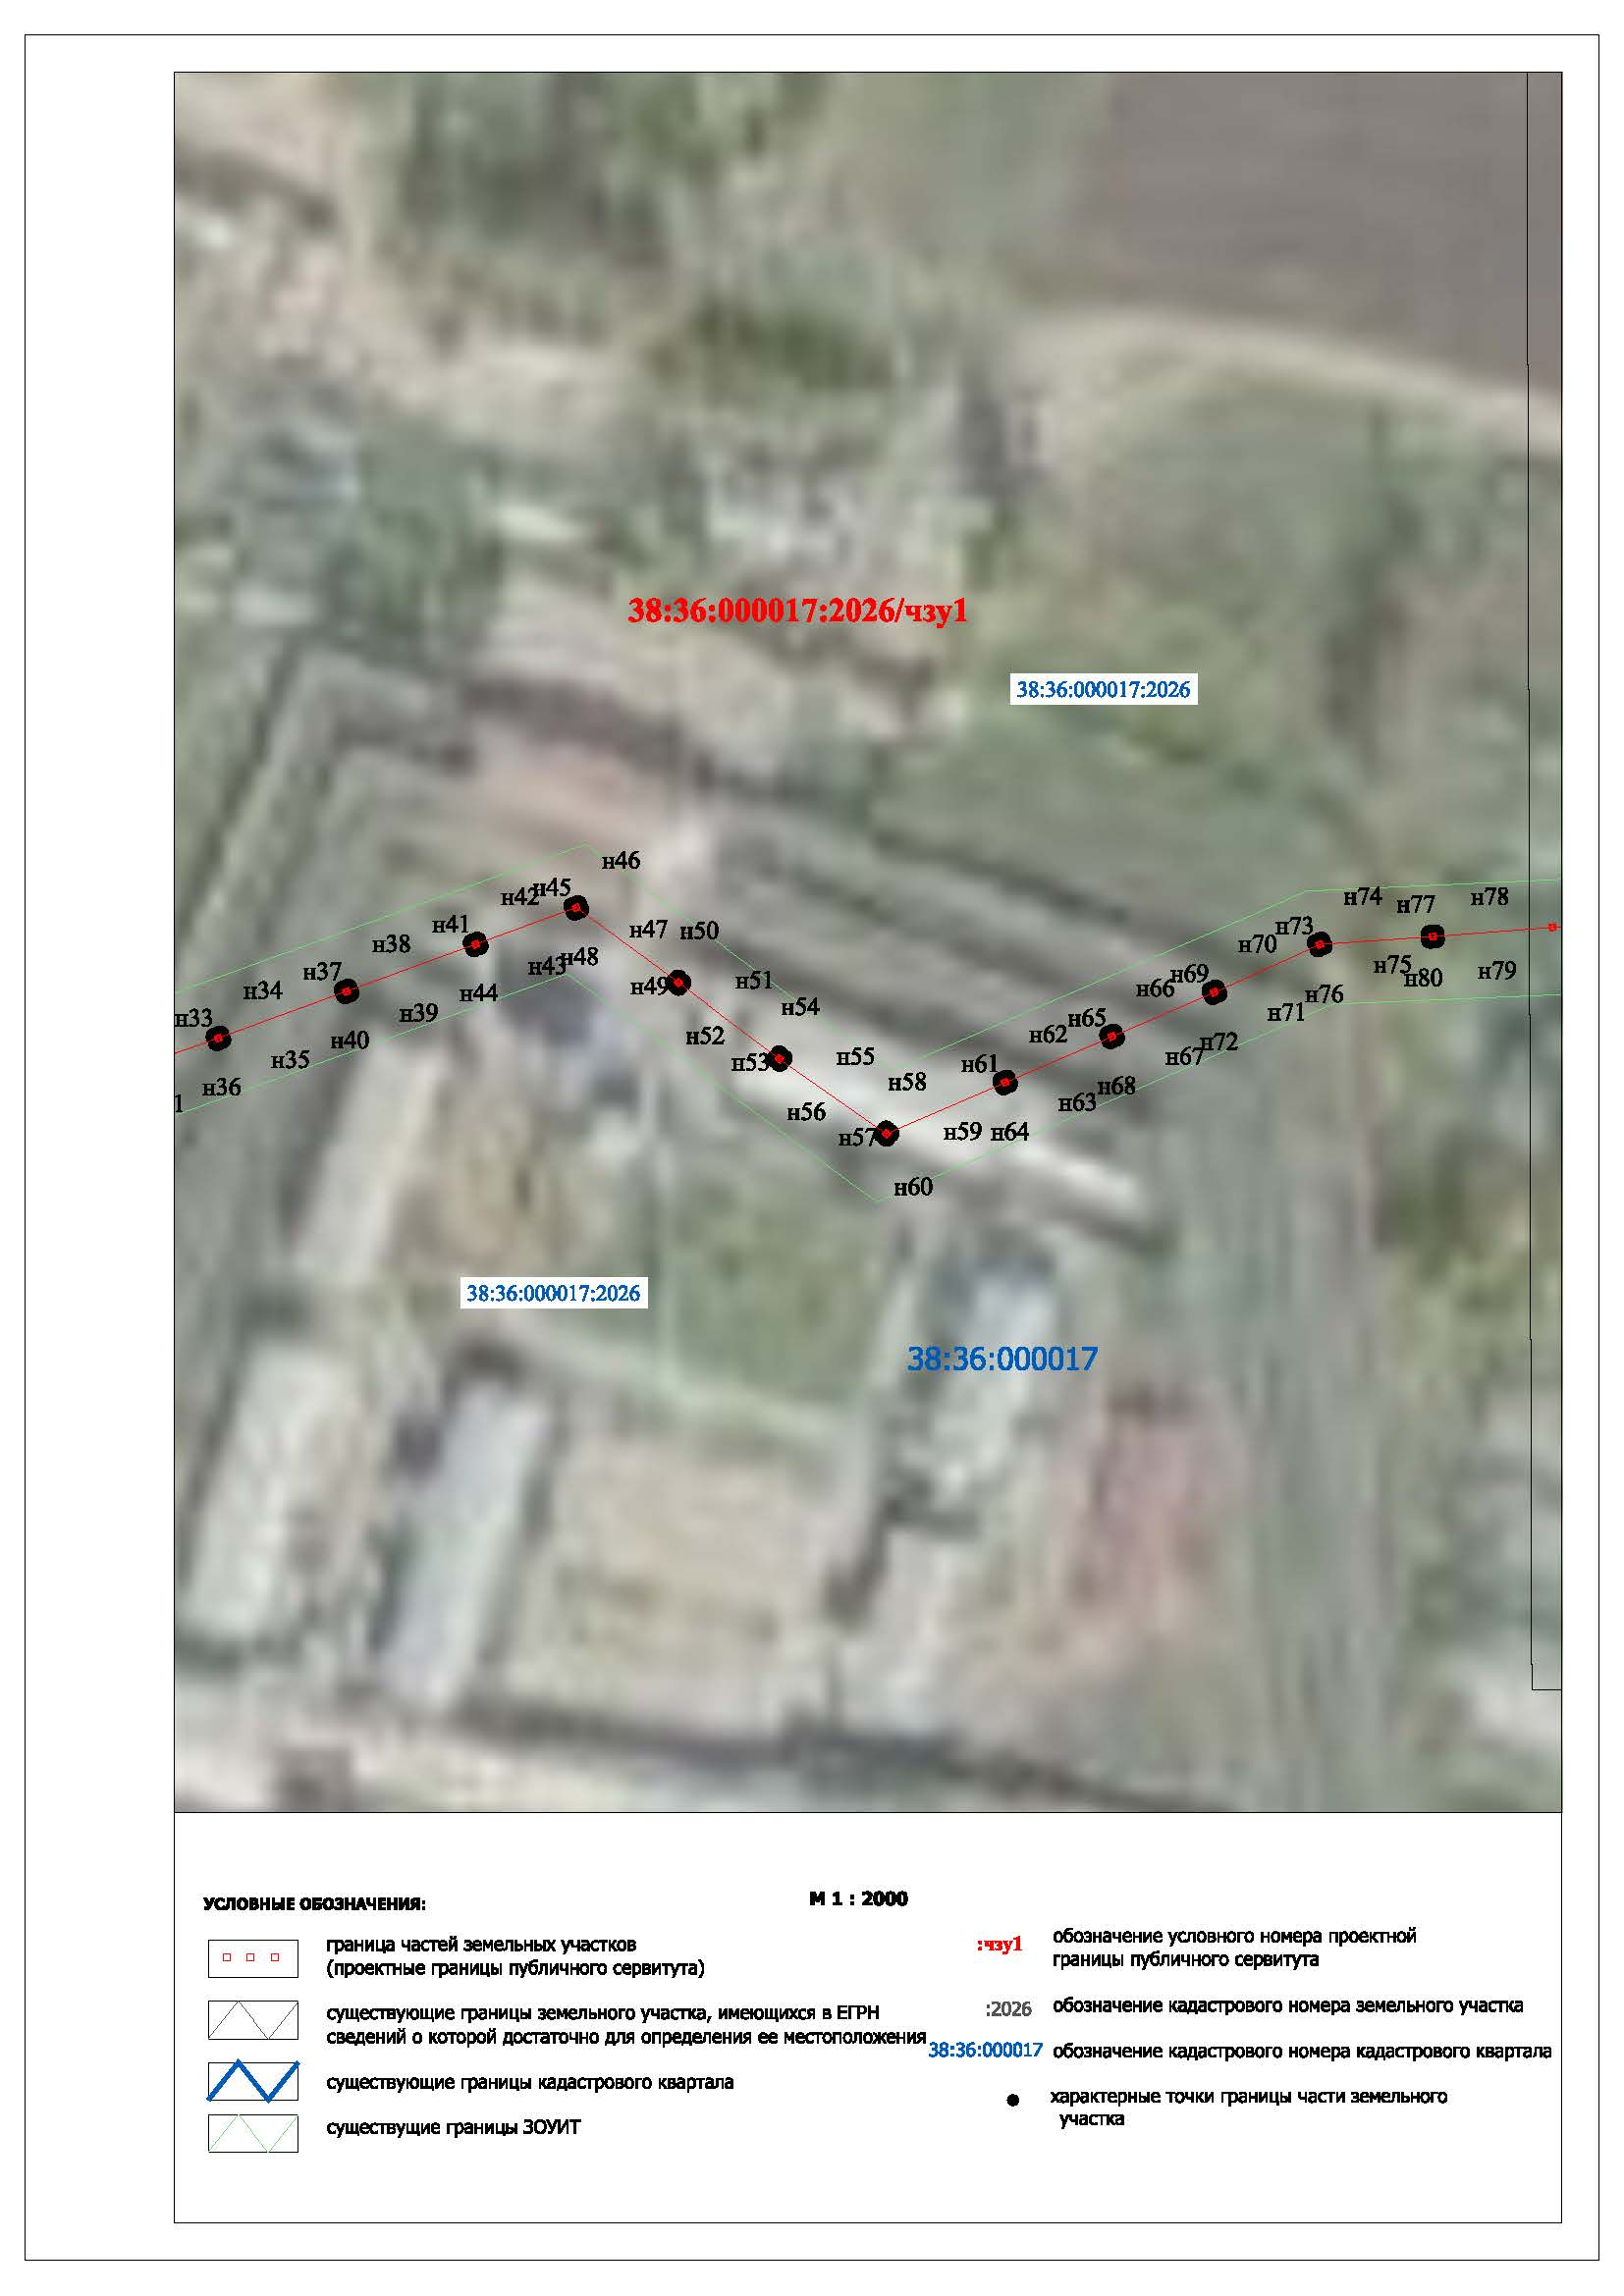 38:36:000017:2026/чзу1
38:36:000017:2026
н46
н45
н42
н41
н38
н37
н34
н33
н47
н50
н48
н43
н44
н39
н40
н35
н36
1
н49
н51
н54
н52
н53
н55
н58
н56
н57
н59
н60
н61
н64
н62
н65
н63
н68
н66
н69
н67
н72
н70
н73
н71
н76
н74
н77
н78
н75
н80
н79
38:36:000017:2026
38:36:000017
УСЛОВНЫЕ ОБОЗНАЧЕНИЯ:
М 1 : 2000
граница частей земельных участков
(проектные границы публичного сервитута)
существующие границы земельного участка, имеющихся в ЕГРН
сведений о которой достаточно для определения ее местоположения
существующие границы кадастрового квартала
существущие границы ЗОУИТ
:чзу1 обозначение условного номера проектной
границы публичного сервитута
:2026 обозначение кадастрового номера земельного участка
38:36:000017 обозначение кадастрового номера кадастрового квартала
характерные точки границы части земельного
участка